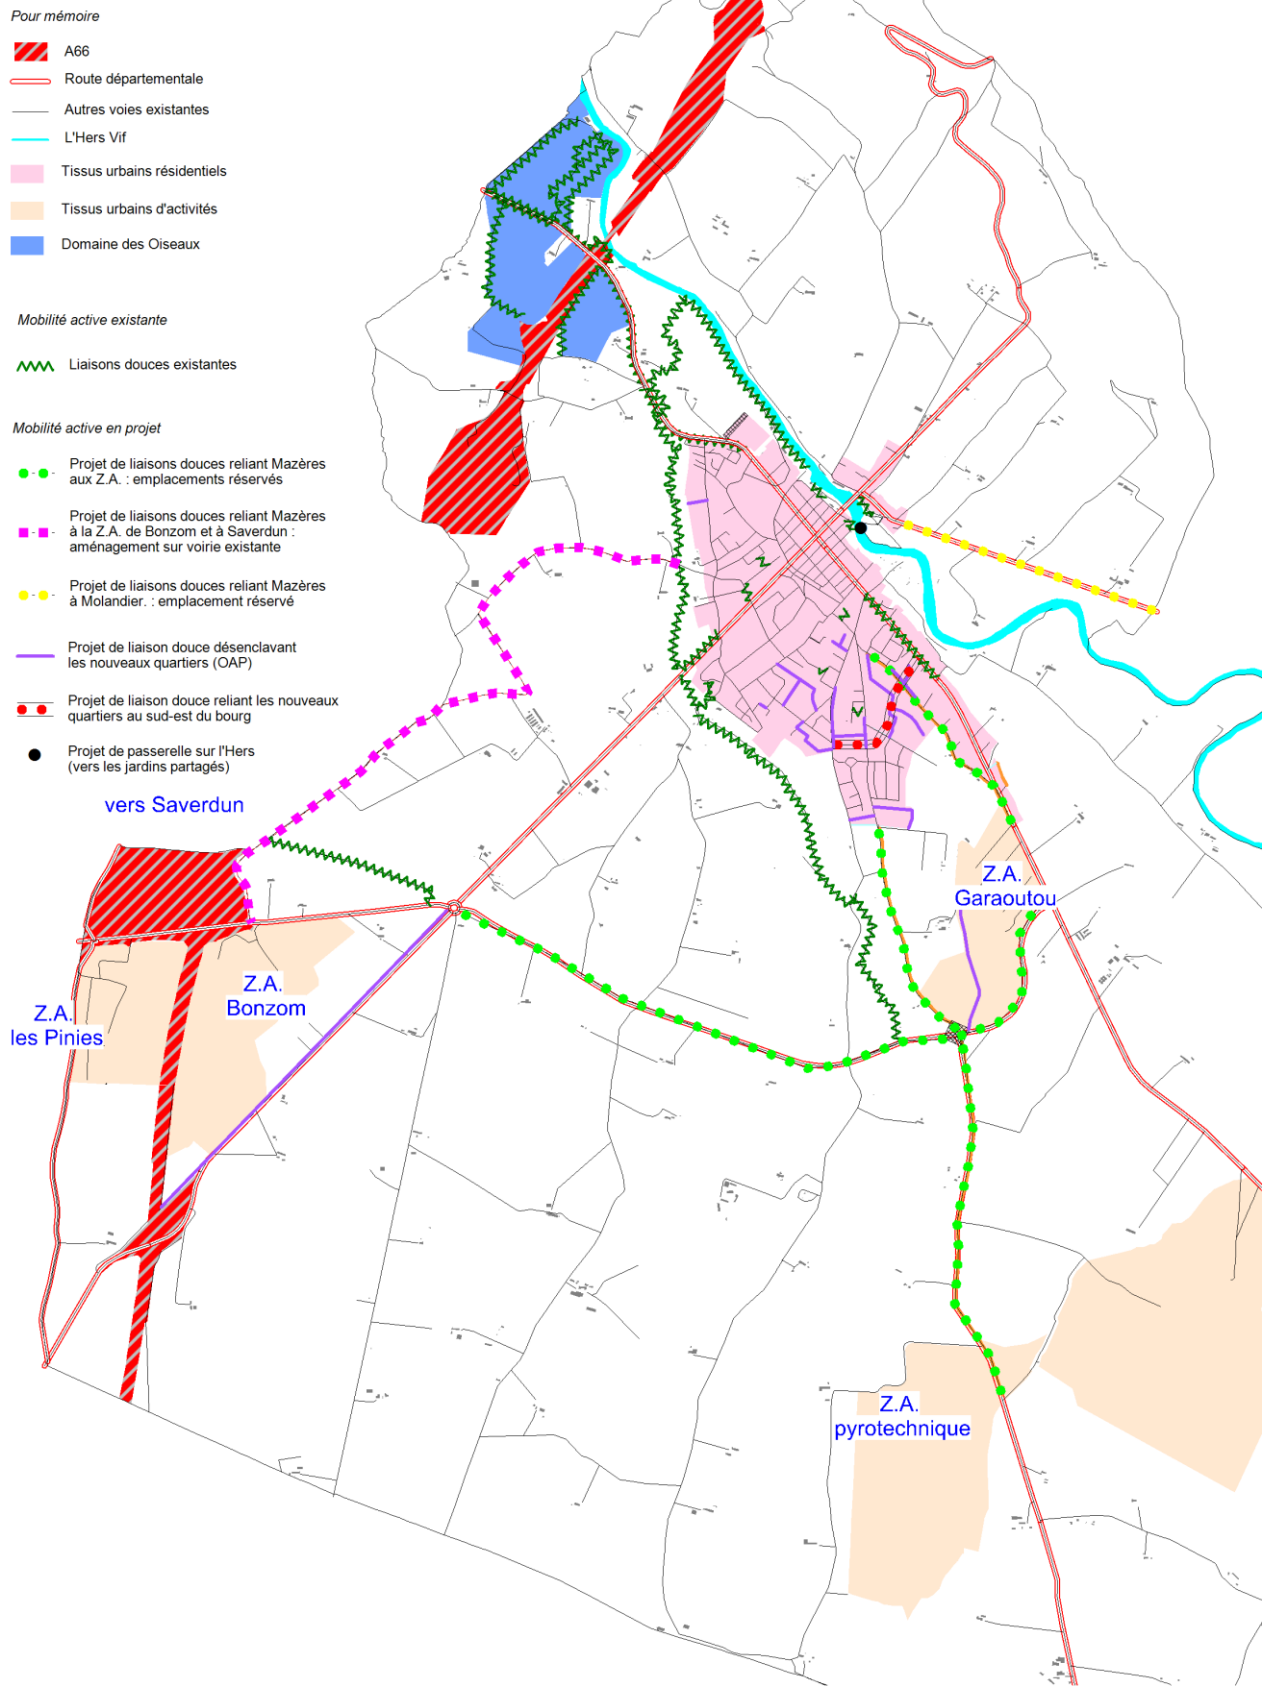 Pour mémoire
A66
Route départementale
Autres voies existantes
L'Hers Vif
Tissus urbains résidentiels
Tissus urbains d'activités
Domaine des Oiseaux
Mobilité active existante
Liaisons douces existantes
Mobilité active en projet
Projet de liaisons douces reliant Mazères
aux Z.A. : emplacements réservés
Projet de liaisons douces reliant Mazères
à la Z.A. de Bonzom et à Saverdun :
aménagement sur voirie existante
Projet de liaisons douces reliant Mazères
à Molandier. : emplacement réservé
Projet de liaison douce désenclavant
les nouveaux quartiers (OAP)
Projet de liaison douce reliant les nouveaux
quartiers au sud-est du bourg
Projet de passerelle sur l'Hers
(vers les jardins partagés)
vers Saverdun
Z.A.
Garaoutou
Z.A.
Bonzom
Z.A.
les Pinies
Z.A.
pyrotechnique